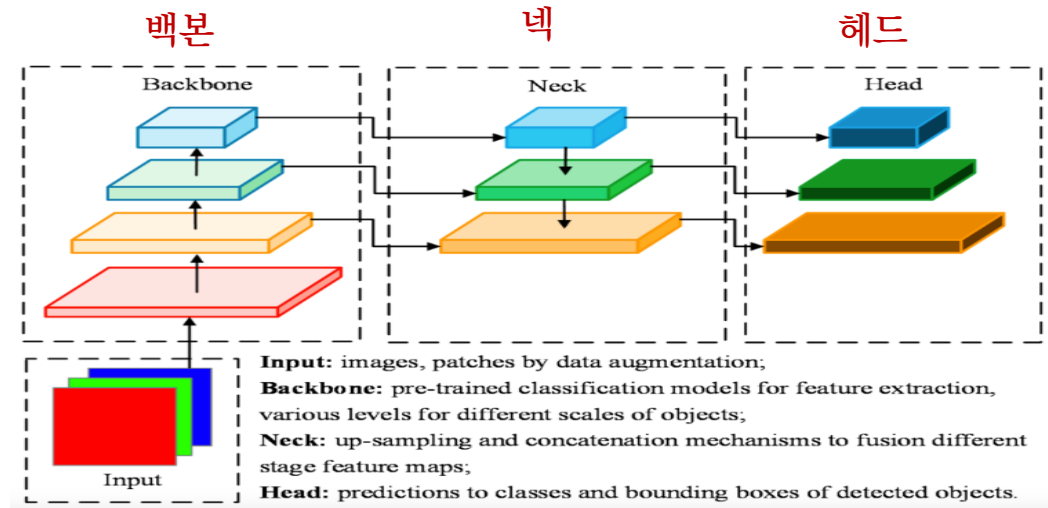 백본 넥 헤드
Backbone Neck Head
Input
Input: images, patches by data augmentation;
Backbone: pre-trained classification models for feature extraction,
various levels for different scales of objects;
Neck: up-sampling and concatenation mechanisms to fusion different
stage feature maps;
Head: predictions to classes and bounding boxes of detected objects.